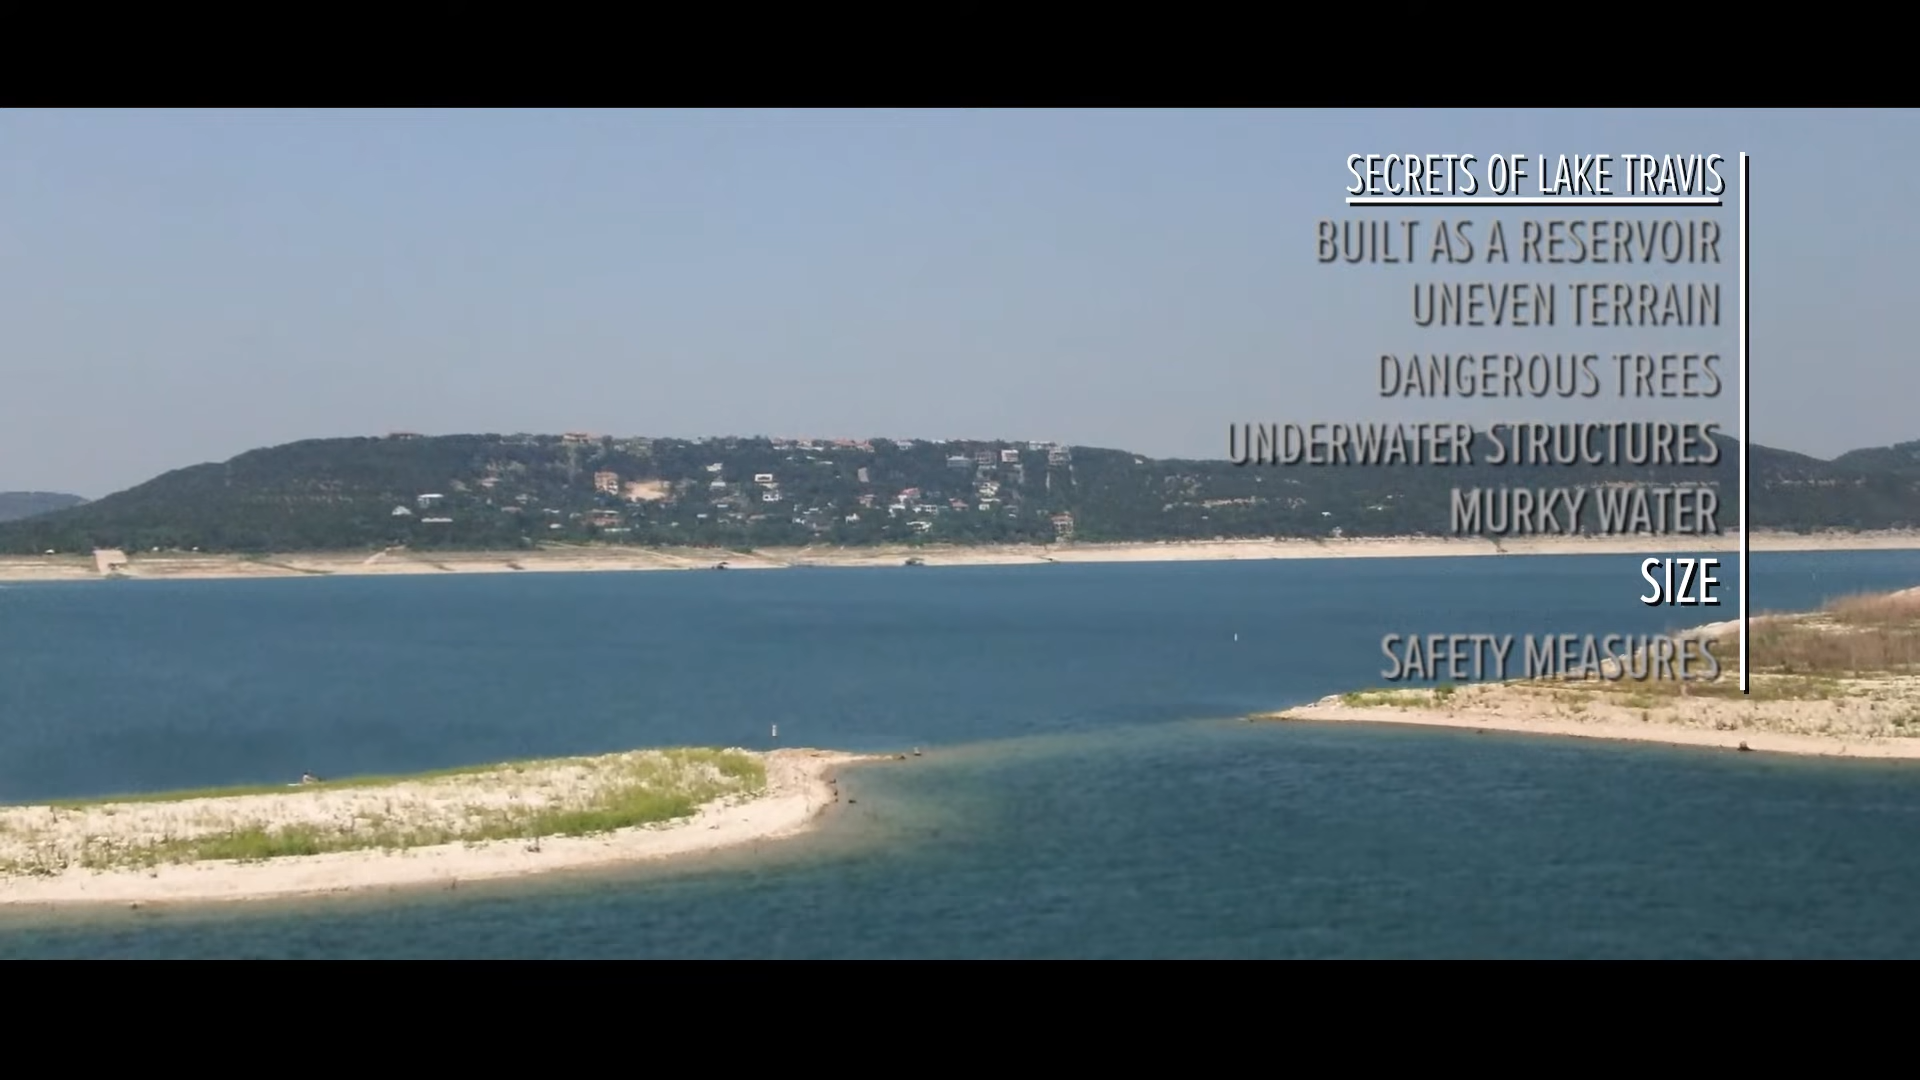 SECRETS OF LAKE TRAVIS
BUILT AS A RESERVOIR
UNEVEN TERRAIN
DANGEROUS TREES
UNDERWATER STRUCTURES
MURKY WATER
SIZE
SAFETY MEASURES